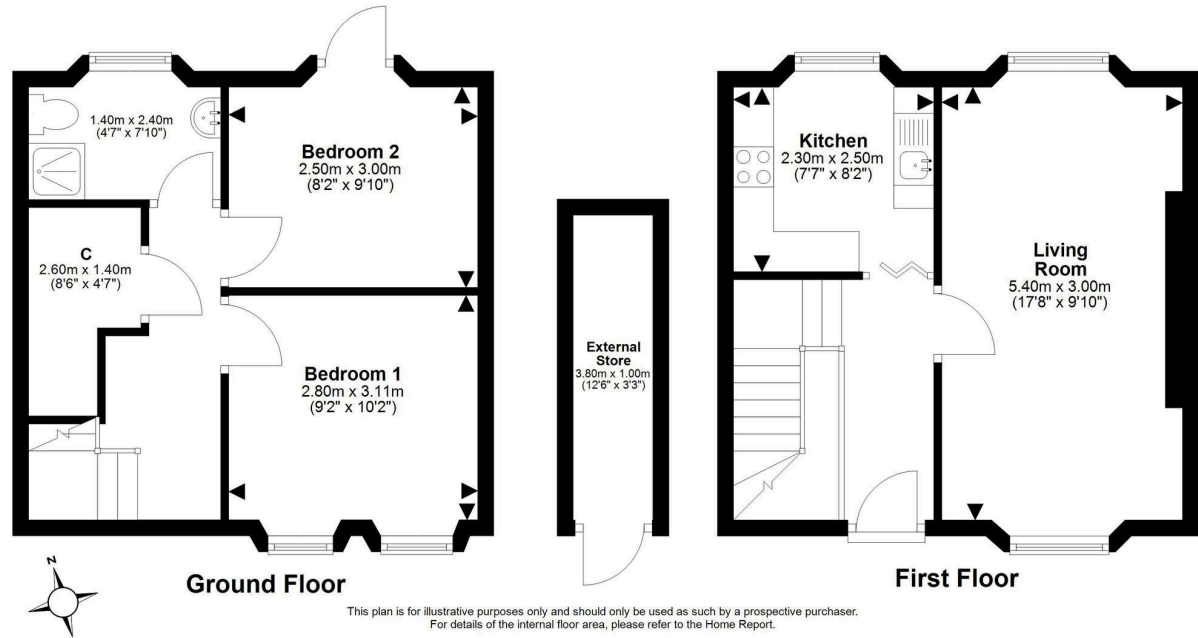 1.40m x 2.40m
(4'7" x 7'10")
Bedroom 2
2.50m x 3.00m
(8'2" x 9'10")
C
2.60m x 1.40m
(8'6" x 4'7")
Bedroom 1
2.80m x 3.11m
(9'2" x 10'2")
External
Store
3.80m x 1.00m
(12'6" x 3'3")
Kitchen
2.30m x 2.50m
(7'7" x 8'2")
Living
Room
5.40m x 3.00m
(17'8" x 9'10")
N
Ground Floor
First Floor
This plan is for illustrative purposes only and should only be used as such by a prospective purchaser.
For details of the internal floor area, please refer to the Home Report.